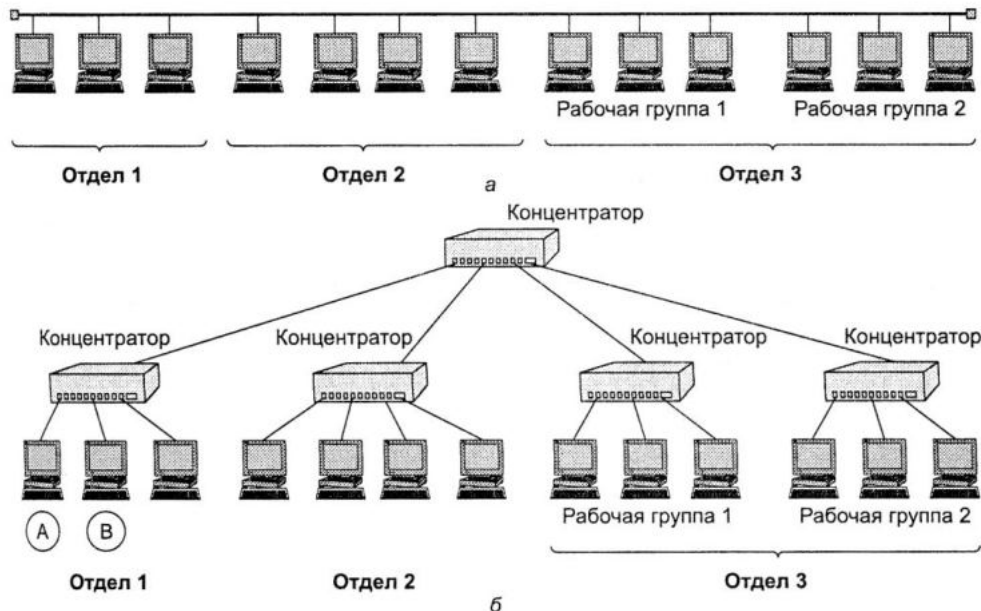 Рабочая группа 1 Рабочая группа 2
Отдел 1 Отдел 2 Отдел 3
а
Концентратор
Концентратор Концентратор Концентратор Концентратор
Рабочая группа 1 Рабочая группа 2
А В
Отдел 1 Отдел 2 Отдел 3
б